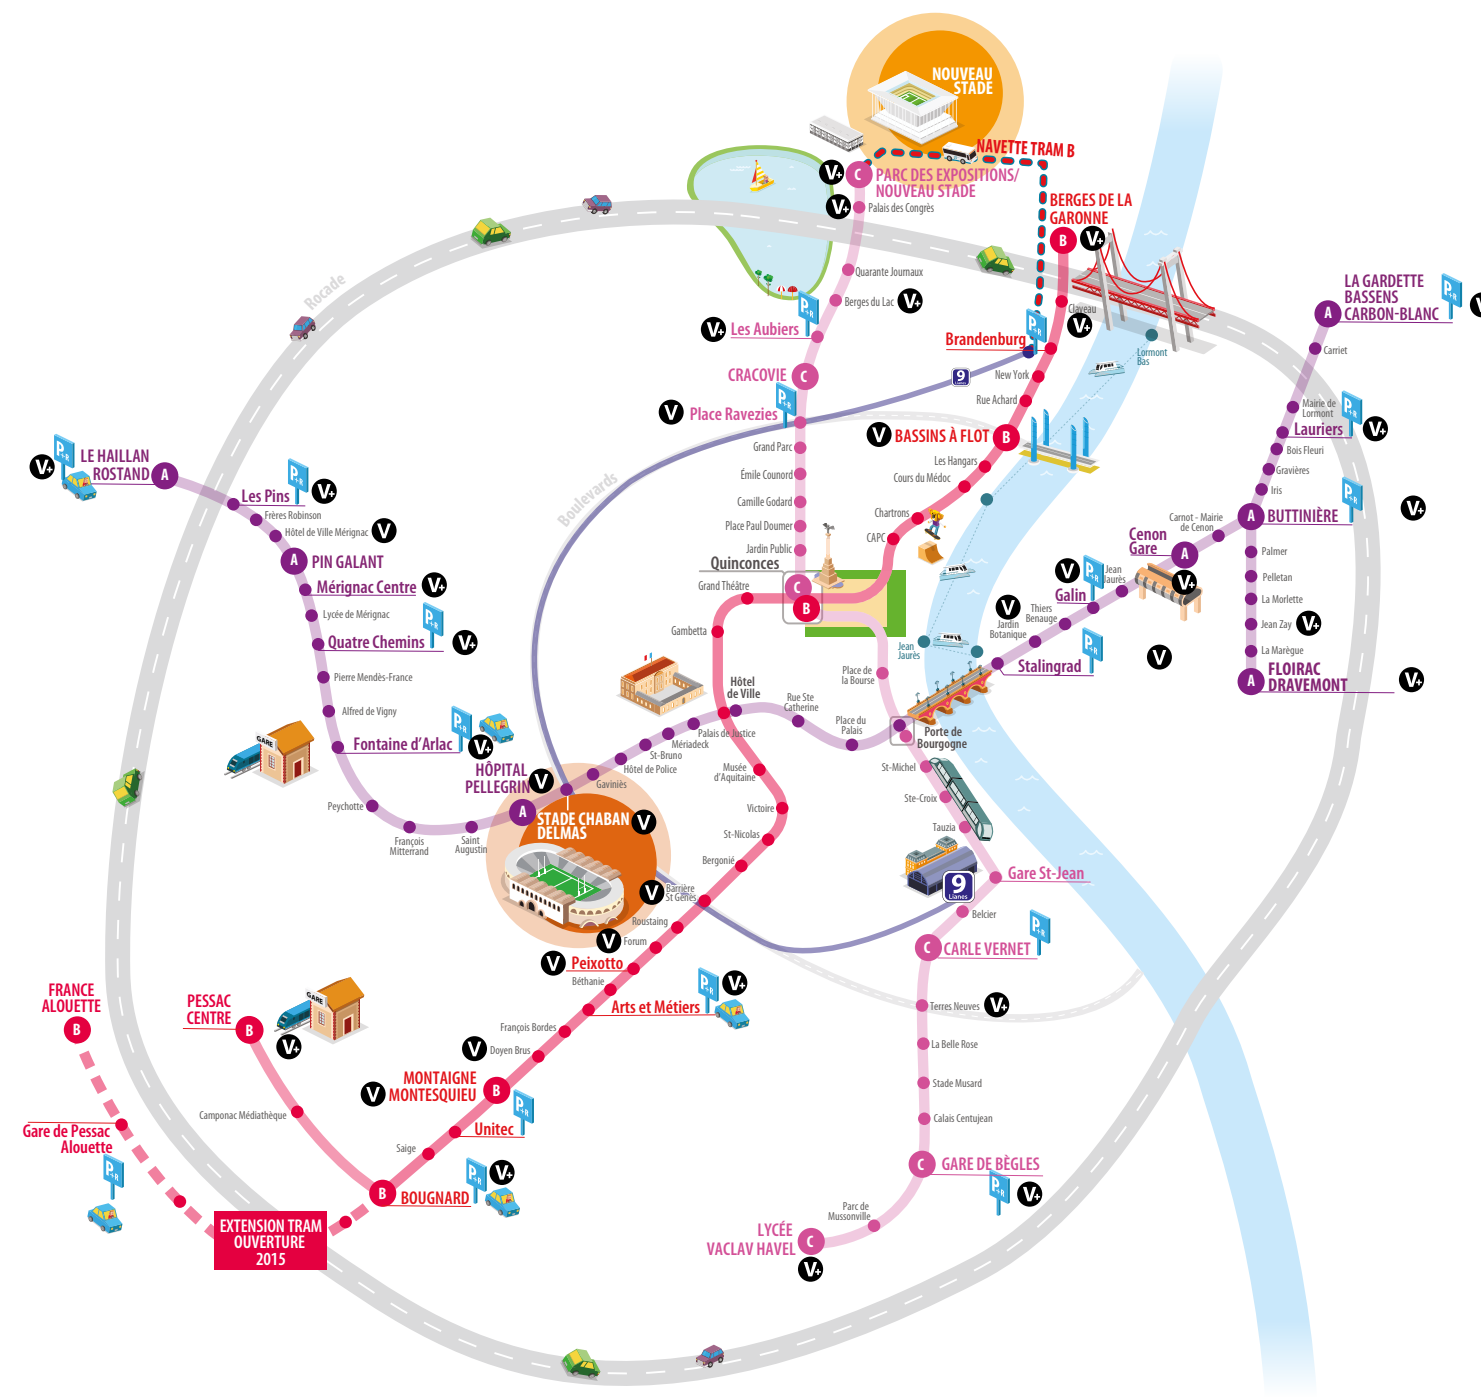 NOUVEAU
STADE
NAVETTE TRAM B
C
PARC DES EXPOSITIONS/
NOUVEAU STADE
V+
V+
Palais des Congrès
BERGES DE LA
GARONNE
B
V+
Rocade
Quarante Journaux
Berges du Lac
V+
V+
Les Aubiers
P+R
Claveau
V+
P+R
Brandenburg
Lormont
Bas
LA GARDETTE
BASSENS
CARBON-BLANC
A
P+R
V
Carriet
CRACOVIE
C
9
Lianes
New York
Rue Achard
P+R
V
Place Ravezies
V
BASSINS À FLOT
B
Mairie de
Lormont
Lauriers
P+R
V+
Bois Fleuri
Gravières
Iris
Grand Parc
Émile Counord
Camille Godard
Place Paul Doumer
Jardin Public
Quinconces
Les Hangars
Cours du Médoc
Chartrons
CAPC
Boulevards
P+R
V+
LE HAILLAN
ROSTAND
A
Les Pins
P+R
V+
Frères Robinson
Hôtel de Ville Mérignac
V
A
PIN GALANT
Mérignac Centre
V+
Lycée de Mérignac
Quatre Chemins
P+R
V+
Pierre Mendès-France
Alfred de Vigny
Fontaine d'Arlac
P+R
V+
GARE
Peychotte
François
Mitterrand
Saint
Augustin
HÔPITAL
PELLEGRIN
V
A
A
BUTTINIÈRE
P+R
V+
Carnot - Mairie
de Cenon
Cenon
Gare
A
V+
Palmer
Pelletan
La Morlette
Jean Zay
V+
La Marègue
A
FLOIRAC
DRAVEMONT
V+
V
P+R
Jean
Jaurès
Galin
V
Thiers
Benauge
Jardin
Botanique
V
Stalingrad
P+R
Grand Théâtre
C
B
Gambetta
Jean
Jaurès
Place de
la Bourse
Hôtel
de Ville
Rue Ste
Catherine
Place du
Palais
Porte de
Bourgogne
Palais de Justice
Mériadeck
St-Bruno
Hôtel de Police
Gaviniès
Musée
d'Aquitaine
Victoire
St-Nicolas
Bergonié
STADE CHABAN
DELMAS
V
V
Barrière
St Genès
Roustaing
V
Forum
V
Peixotto
Béthanie
Arts et Métiers
P+R
V+
François Bordes
V
Doyen Brus
V
MONTAIGNE
MONTESQUIEU
B
Unitec
P+R
Saige
B
BOUGNARD
P+R
V+
St-Michel
Ste-Croix
Tauzia
Gare St-Jean
9
Lianes
Belcier
C
CARLE VERNET
P+R
Terres Neuves
V+
La Belle Rose
Stade Musard
Calais Centujean
C
GARE DE BÈGLES
P+R
V+
Parc de
Mussonville
LYCÉE
VACLAV HAVEL
C
V+
FRANCE
ALOUETTE
B
PESSAC
CENTRE
B
V+
GARE
Camponac Médiathèque
Gare de Pessac
Alouette
P+R
EXTENSION TRAM
OUVERTURE
2015